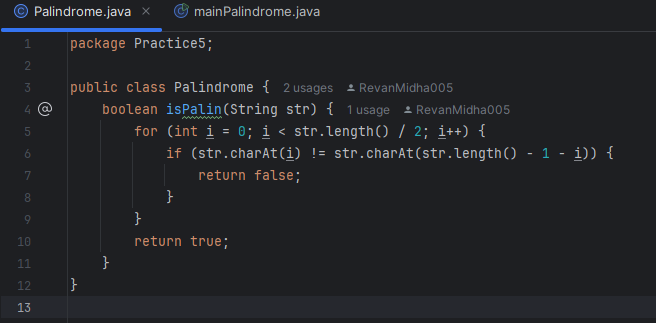 Palindrome.java × mainPalindrome.java
1 package Practice5;
2
3 public class Palindrome { 2 usages RevanMidha005
4 @ boolean isPalin(String str) { 1 usage RevanMidha005
5 for (int i = 0; i < str.length() / 2; i++) {
6 if (str.charAt(i) != str.charAt(str.length() - 1 - i)) {
7 return false;
8 }
9 }
10 return true;
11 }
12 }
13